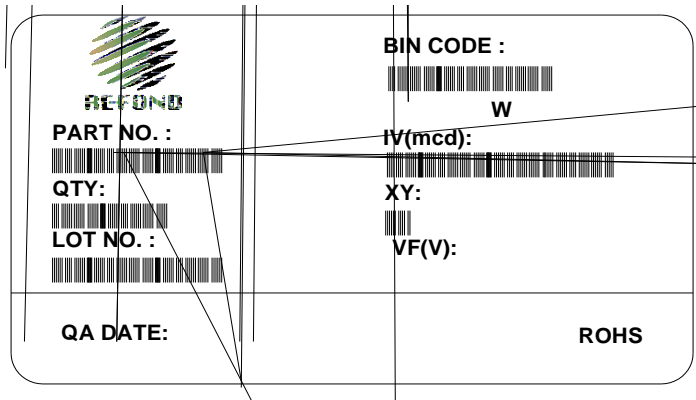 REFOND
PART NO. :
QTY:
LOT NO. :
BIN CODE :
W
IV(mcd):
XY:
VF(V):
QA DATE:
ROHS